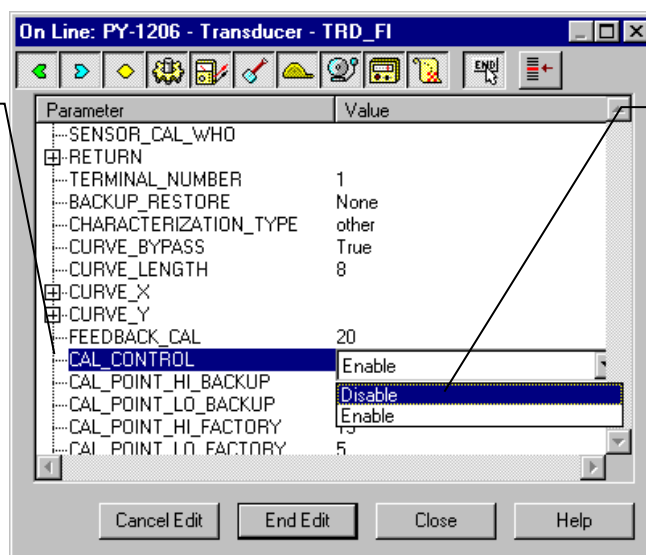 On Line: PY-1206 - Transducer - TRD_FI
END
Parameter Value
SENSOR_CAL_WHO
RETURN
TERMINAL_NUMBER 1
BACKUP_RESTORE None
CHARACTERIZATION_TYPE other
CURVE_BYPASS True
CURVE_LENGTH 8
CURVE_X
CURVE_Y
FEEDBACK_CAL 20
CAL_CONTROL Enable
CAL_POINT_HI_BACKUP Disable
CAL_POINT_LO_BACKUP Enable
CAL_POINT_HI_FACTORY
CAL_POINT_LO_FACTORY 5
Cancel Edit End Edit Close Help